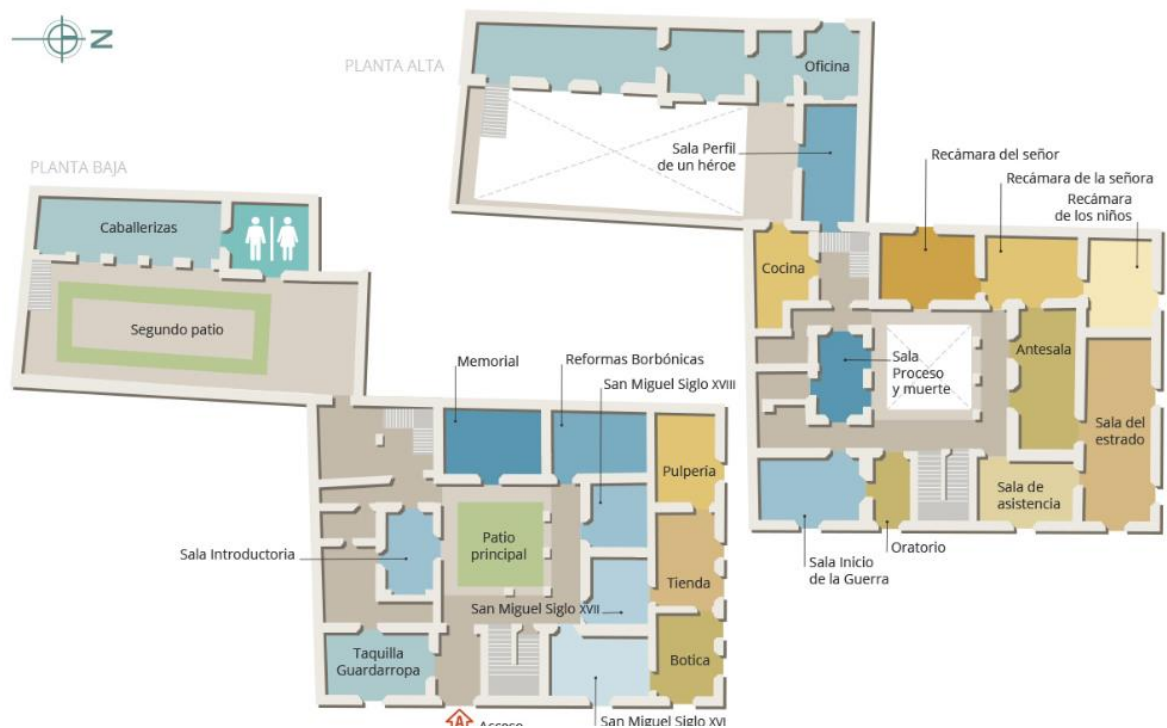 N
PLANTA ALTA
Oficina
Sala Perfil
de un héroe
Recámara del señor
Recámara de la señora
Recámara
de los niños
Cocina
Sala
Proceso
y muerte
Antesala
Sala del
estrado
Sala de
asistencia
Sala Inicio
de la Guerra
Oratorio
PLANTA BAJA
Caballerizas
Segundo patio
Memorial
Reformas Borbónicas
San Miguel Siglo XVIII
Pulpería
Patio
principal
Sala Introductoria
Tienda
San Miguel Siglo XVII
Taquilla
Guardarropa
Botica
A Acceso
San Miguel Siglo XVI